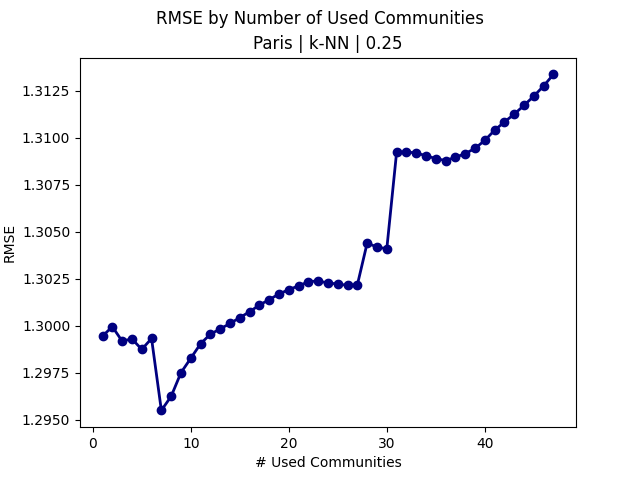 RMSE by Number of Used Communities
Paris | k-NN | 0.25
1.3125
1.3100
1.3075
1.3050
1.3025
1.3000
1.2975
1.2950
RMSE
0 10 20 30 40
# Used Communities